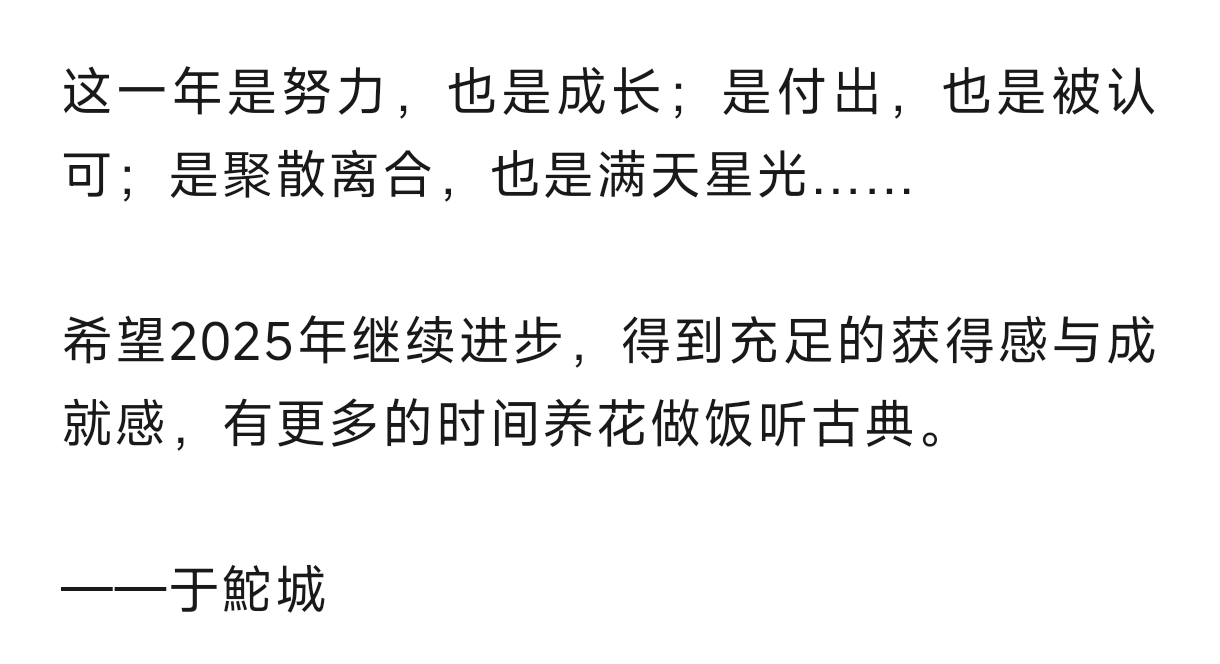 这一年是努力，也是成长；是付出，也是被认
可；是聚散离合，也是满天星光……
希望2025年继续进步，得到充足的获得感与成
就感，有更多的时间养花做饭听古典。
——于鮀城